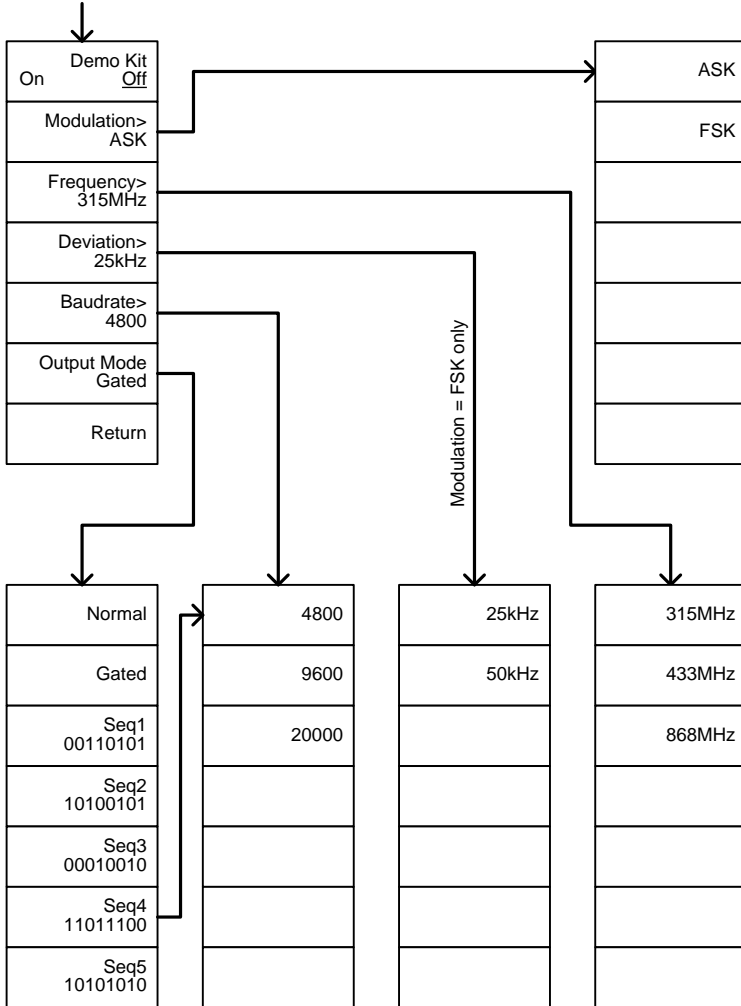 Demo Kit
On Off
Modulation>
ASK
Frequency>
315MHz
Deviation>
25kHz
Baudrate>
4800
Output Mode
Gated
Return
ASK
FSK
Modulation = FSK only
Normal
Gated
Seq1
00110101
Seq2
10100101
Seq3
00010010
Seq4
11011100
Seq5
10101010
4800
9600
20000
25kHz
50kHz
315MHz
433MHz
868MHz